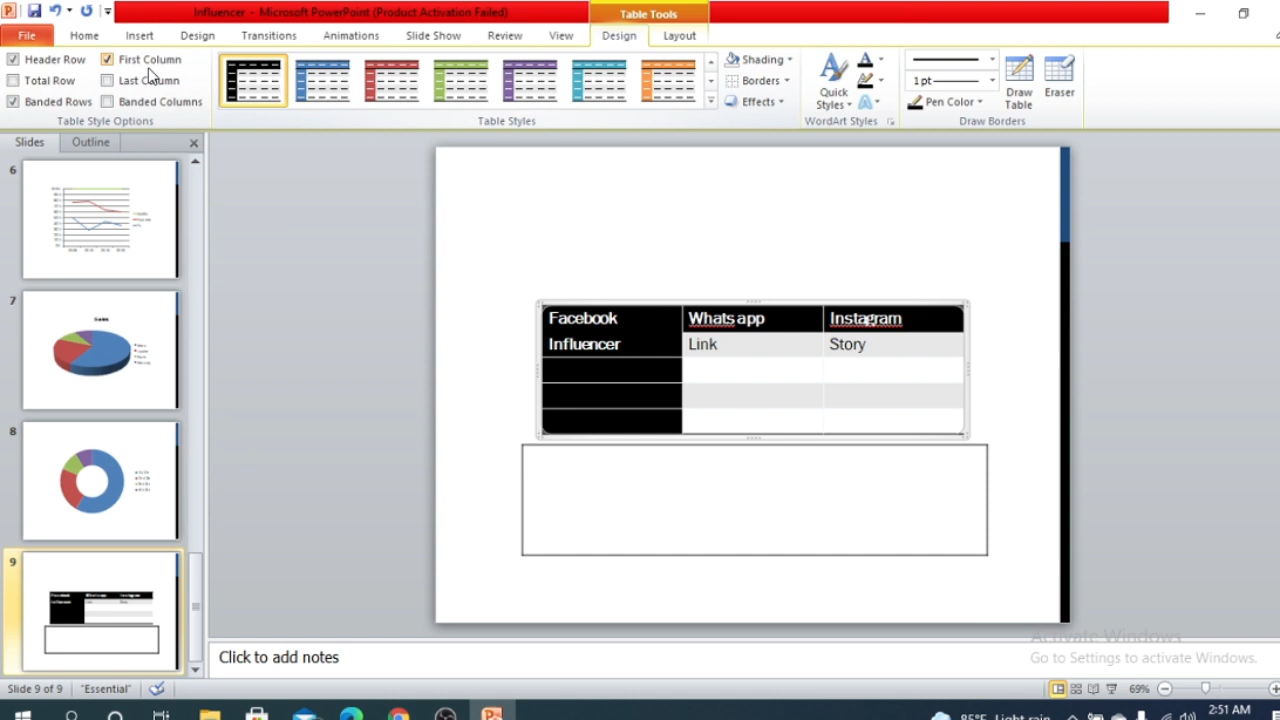 Influencer - Microsoft PowerPoint (Product Activation Failed)
Table Tools
File Home Insert Design Transitions Animations Slide Show Review View Design Layout
Header Row First Column
Total Row Last Column
Banded Rows Banded Columns
Table Style Options
Table Styles
Shading
Borders
Effects
Quick
Styles
WordArt Styles
1 pt
Pen Color
Draw
Table
Eraser
Draw Borders
Slides Outline
6
7
8
9
Facebook Whats app Instagram
Influencer Link Story
Click to add notes
Activate Windows
Go to Settings to activate Windows.
Slide 9 of 9 "Essential" 69%
85°F Light rain
2:51 AM